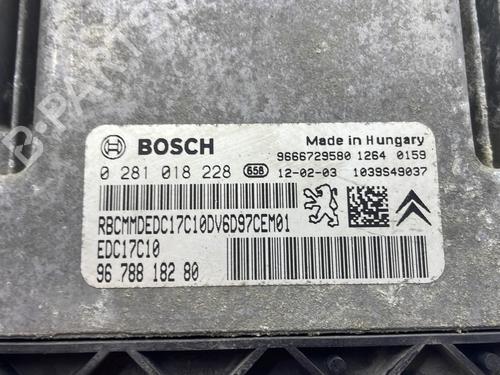 BOSCH
Made in Hungary
0 281 018 228 658
9666729580 1264 0159
12-02-03 1039S49037
RBCMMDEDC17C10DV6D97CEM01
EDC17C10
96 788 182 80
B-PARTS